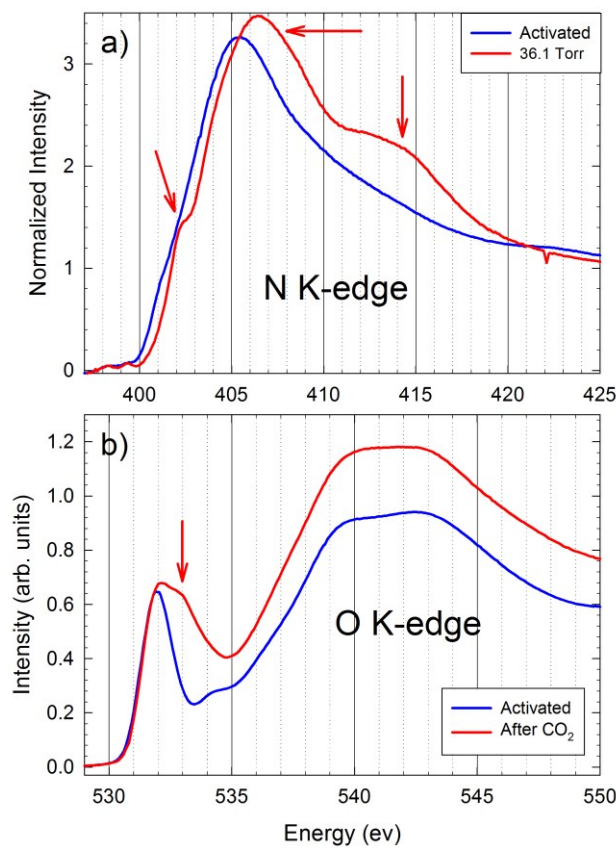 a)
Activated
36.1 Torr
Normalized Intensity
3
2
1
0
N K-edge
400 405 410 415 420 425
b)
1.2
1.0
0.8
0.6
0.4
0.2
0.0
Intensity (arb. units)
O K-edge
Activated
After CO₂
530 535 540 545 550
Energy (ev)